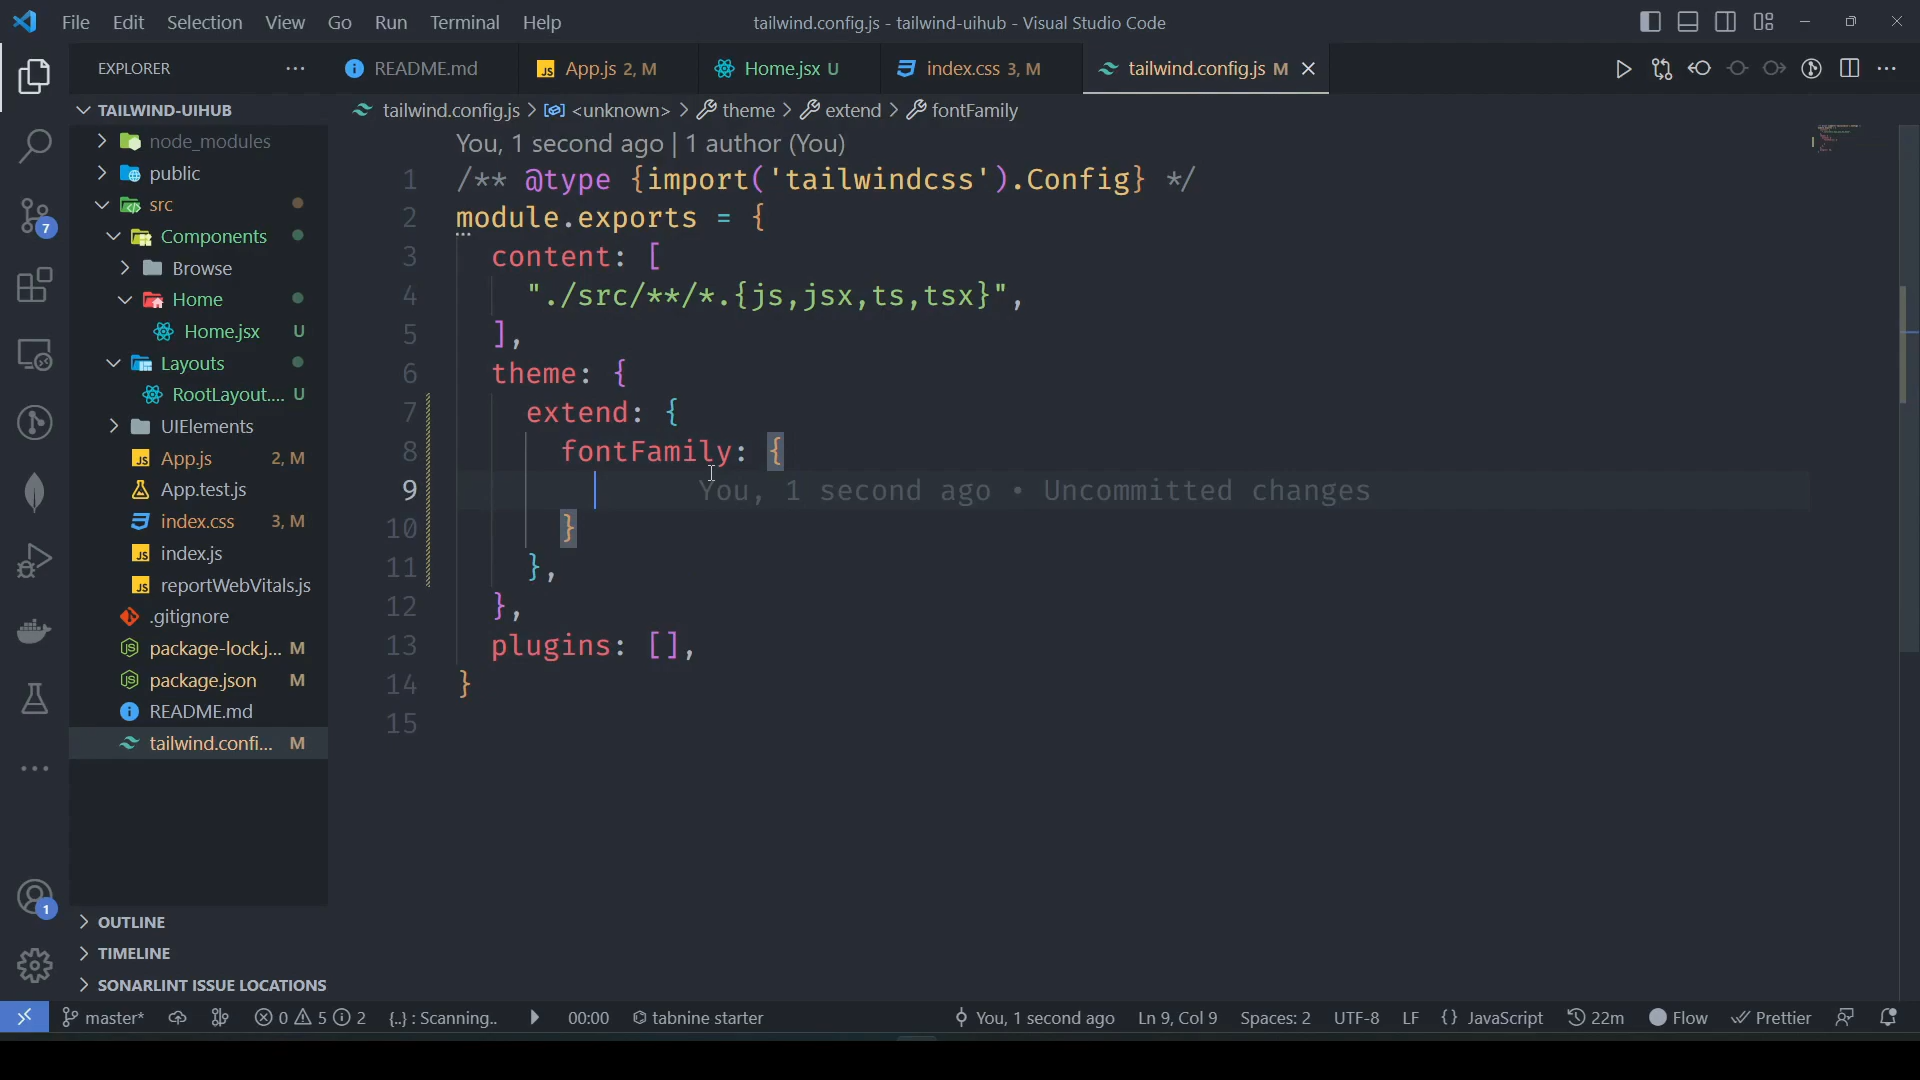 File Edit Selection View Go Run Terminal Help
tailwind.config.js - tailwind-uihub - Visual Studio Code
EXPLORER
README.md
App.js 2, M
Home.jsx U
index.css 3, M
tailwind.config.js M
TAILWIND-UIHUB
tailwind.config.js > <unknown> > theme > extend > fontFamily
node_modules
public
src
Components
Browse
Home
Home.jsx U
Layouts
RootLayout.... U
UIElements
App.js 2, M
App.test.js
index.css 3, M
index.js
reportWebVitals.js
.gitignore
package-lock.j... M
package.json M
README.md
tailwind.confi... M
OUTLINE
TIMELINE
SONARLINT ISSUE LOCATIONS
7
1
You, 1 second ago | 1 author (You)
1 /** @type {import('tailwindcss').Config} */
2 module.exports = {
3 content: [
4 "./src/**/*.{js,jsx,ts,tsx}",
5 ],
6 theme: {
7 extend: {
8 fontFamily: {
9 You, 1 second ago • Uncommitted changes
10 }
11 },
12 },
13 plugins: [],
14 }
15
master* 0 5 2 {..} : Scanning.. 00:00 tabnine starter You, 1 second ago Ln 9, Col 9 Spaces: 2 UTF-8 LF {} JavaScript 22m Flow Prettier